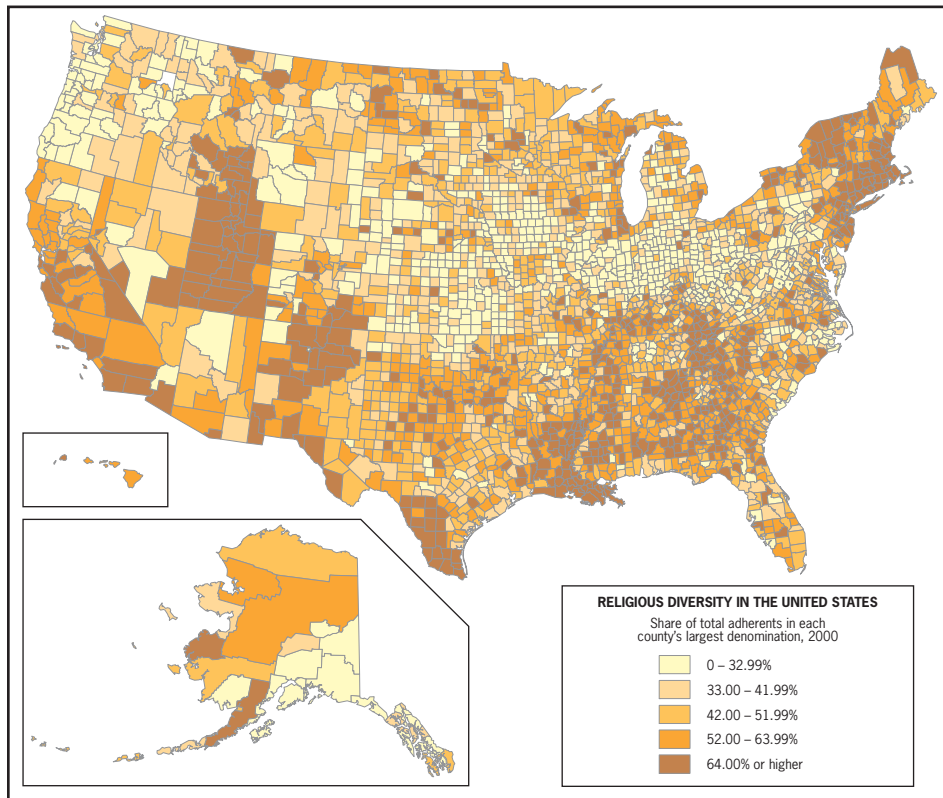 RELIGIOUS DIVERSITY IN THE UNITED STATES
Share of total adherents in each
county's largest denomination, 2000
0 – 32.99%
33.00 – 41.99%
42.00 – 51.99%
52.00 – 63.99%
64.00% or higher